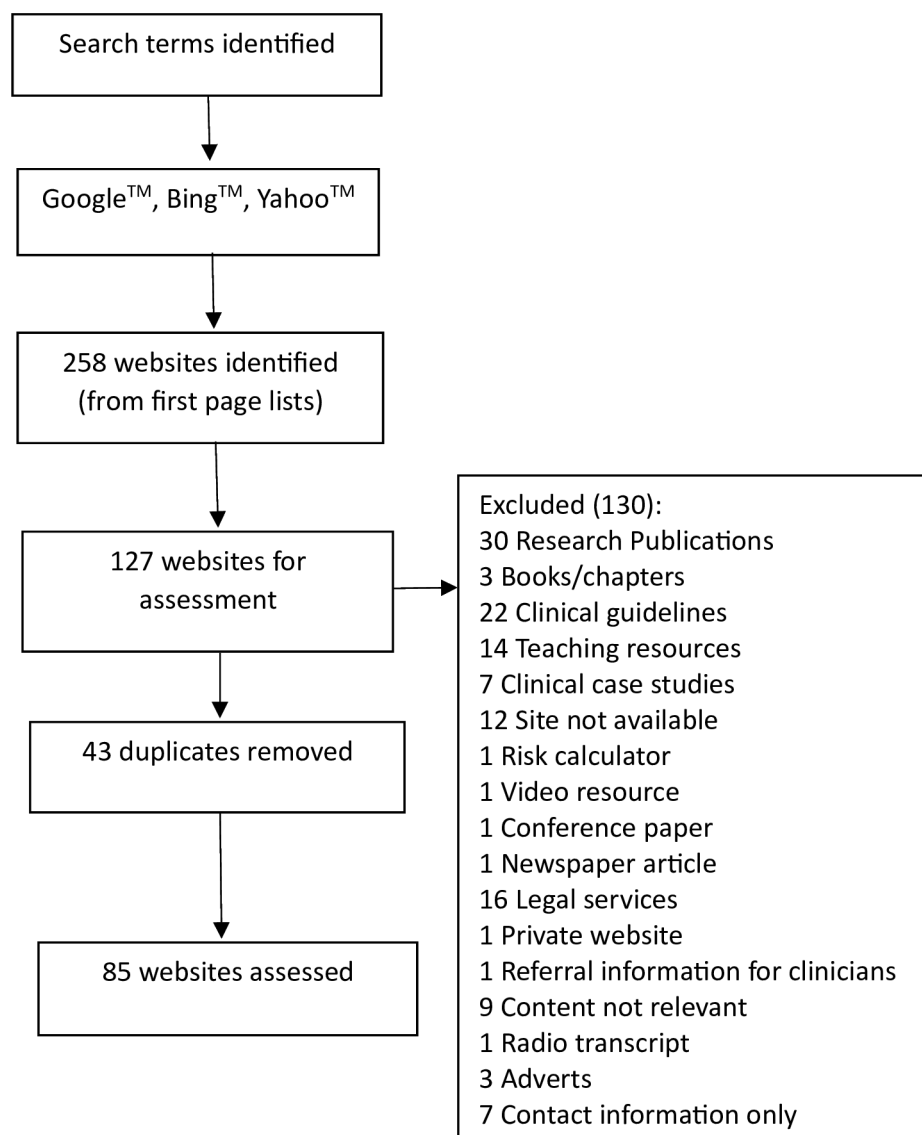 Search terms identified
Google™, Bing™, Yahoo™
258 websites identified
(from first page lists)
127 websites for
assessment
43 duplicates removed
85 websites assessed
Excluded (130):
30 Research Publications
3 Books/chapters
22 Clinical guidelines
14 Teaching resources
7 Clinical case studies
12 Site not available
1 Risk calculator
1 Video resource
1 Conference paper
1 Newspaper article
16 Legal services
1 Private website
1 Referral information for clinicians
9 Content not relevant
1 Radio transcript
3 Adverts
7 Contact information only